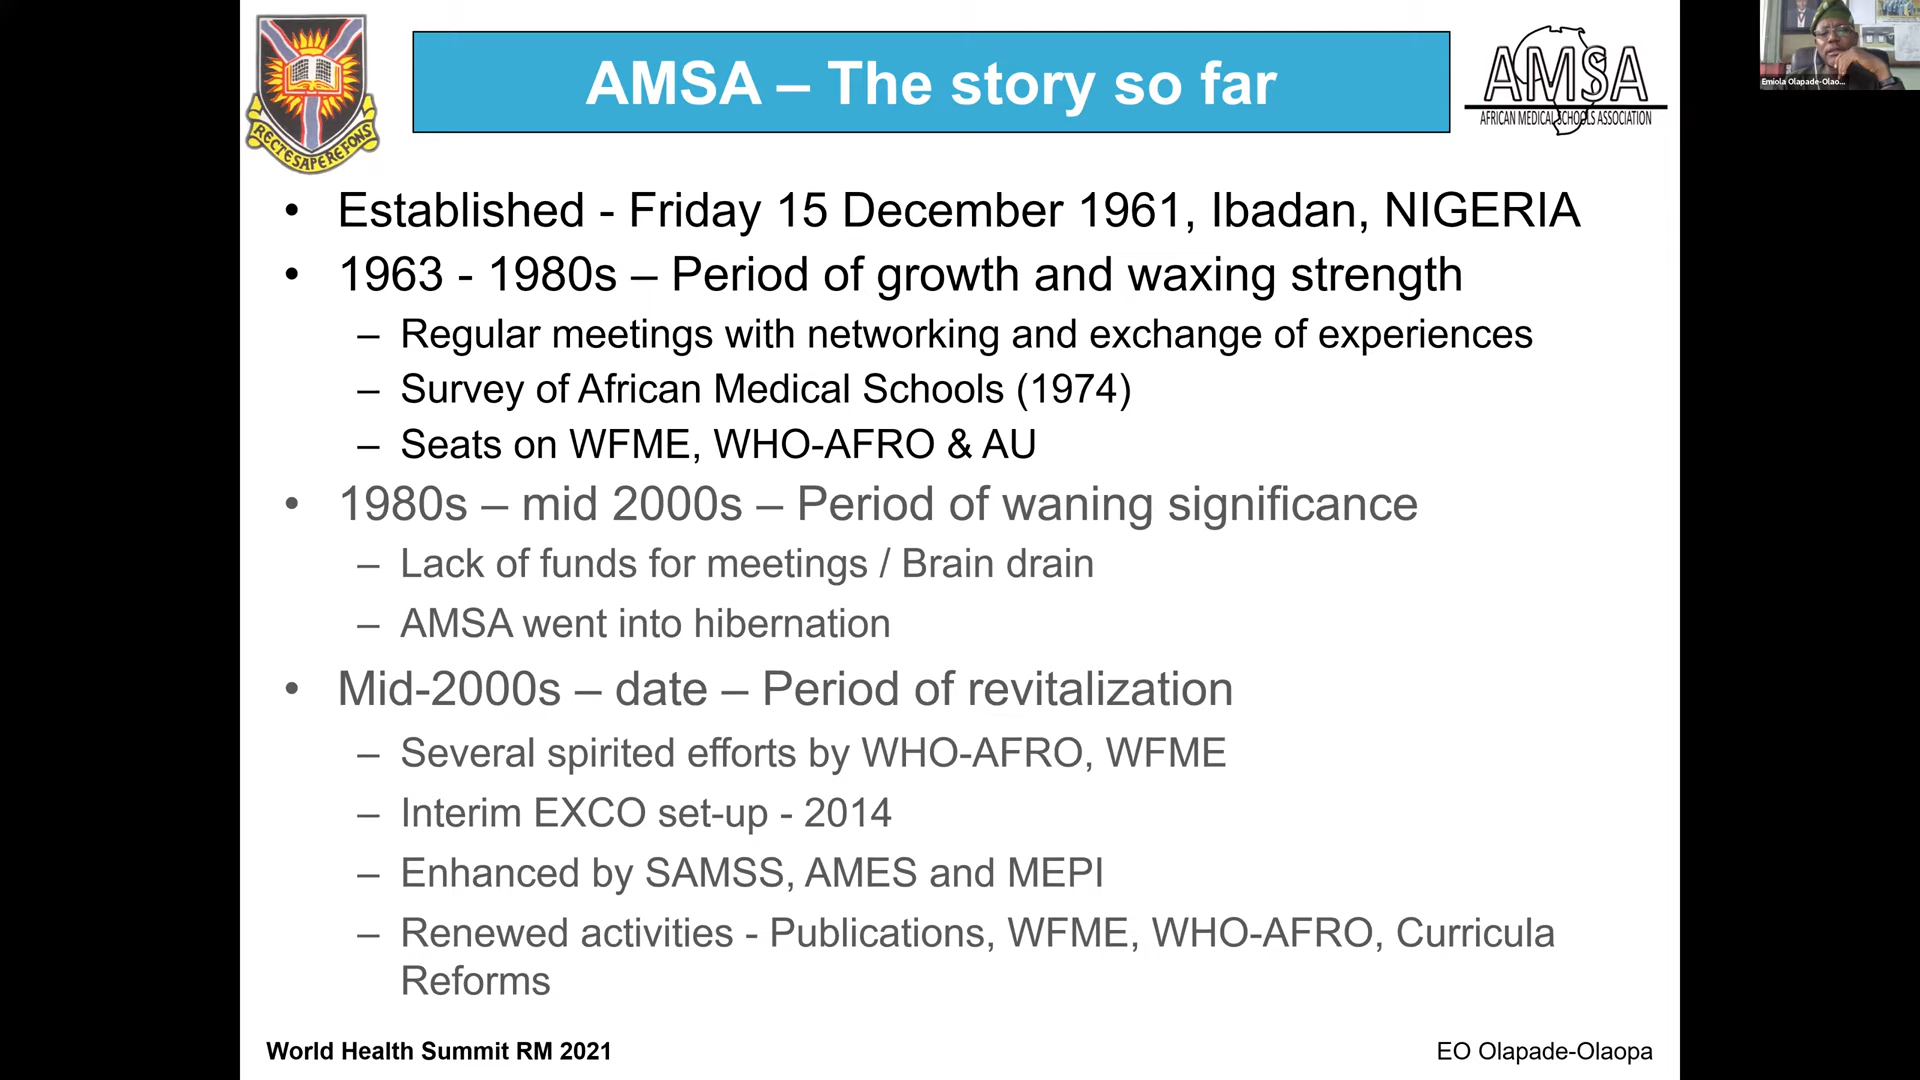 AMSA – The story so far
RECTE SAPERE FONS
AMSA
AFRICAN MEDICAL SCHOOLS ASSOCIATION
Emiola Olapade-Olao...
• Established - Friday 15 December 1961, Ibadan, NIGERIA
• 1963 - 1980s – Period of growth and waxing strength
– Regular meetings with networking and exchange of experiences
– Survey of African Medical Schools (1974)
– Seats on WFME, WHO-AFRO & AU
• 1980s – mid 2000s – Period of waning significance
– Lack of funds for meetings / Brain drain
– AMSA went into hibernation
• Mid-2000s – date – Period of revitalization
– Several spirited efforts by WHO-AFRO, WFME
– Interim EXCO set-up - 2014
– Enhanced by SAMSS, AMES and MEPI
– Renewed activities - Publications, WFME, WHO-AFRO, Curricula
Reforms
World Health Summit RM 2021
EO Olapade-Olaopa